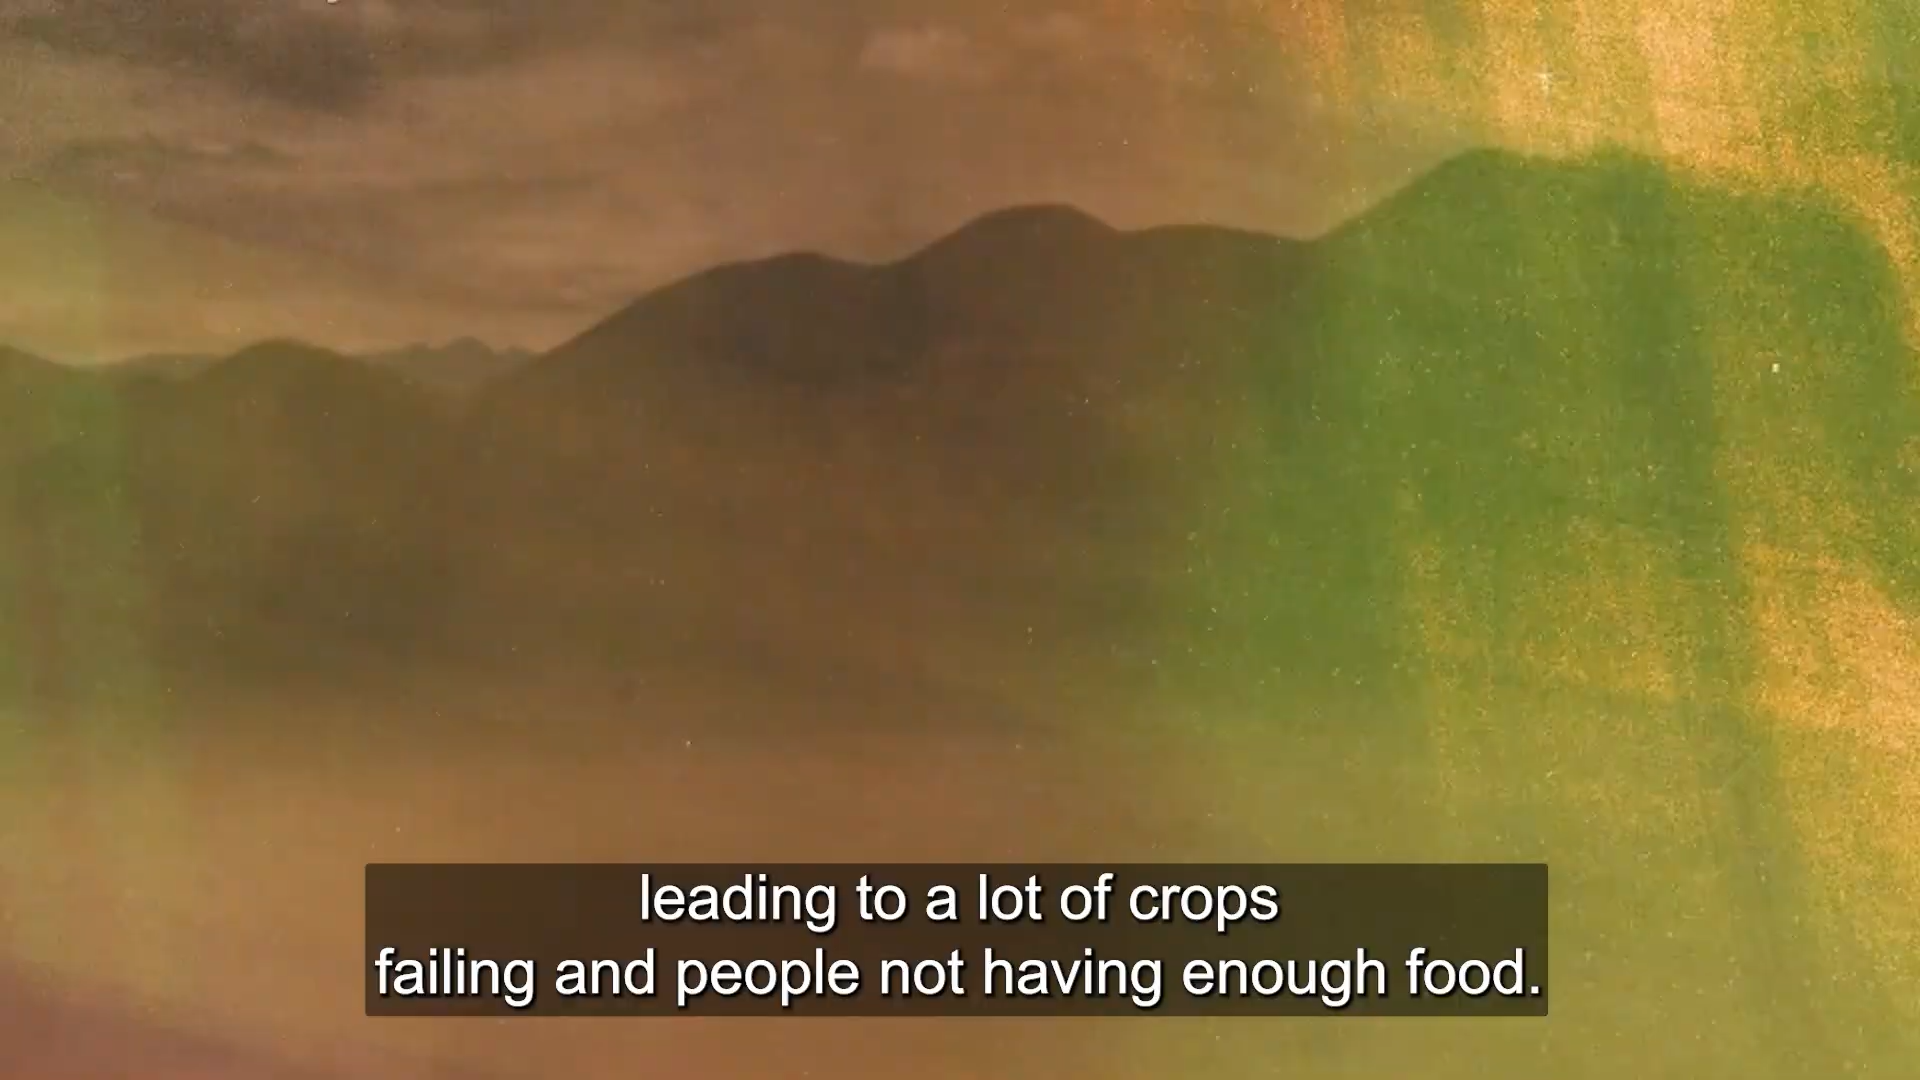 leading to a lot of crops
failing and people not having enough food.